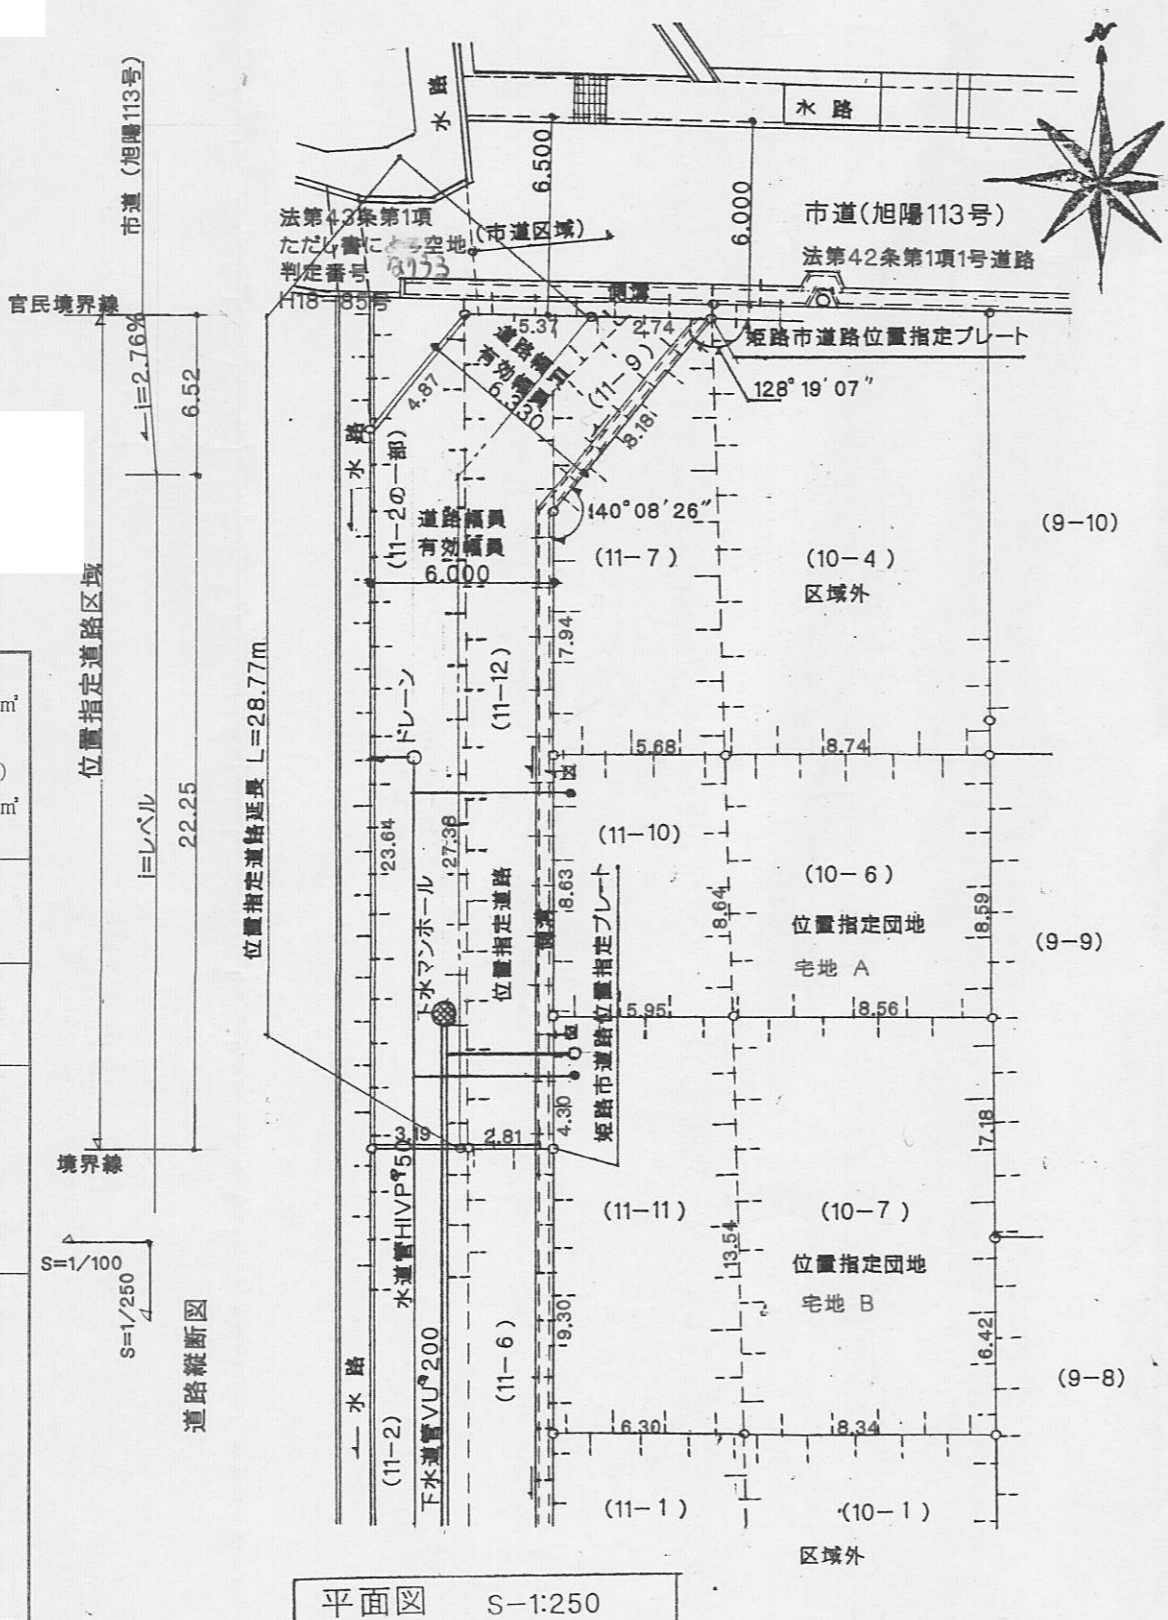 N
水路
水路
市道（旭陽113号）
6.500
6.000
市道(旭陽113号)
法第42条第1項1号道路
法第43条第1項
ただし書による空地
判定番号
H18-85号
(市道区域)
官民境界線
側溝
5.37
2.74
姫路市道路位置指定プレート
128°19′07″
i=2.76%
6.52
4.87
道路幅員
有効幅員
6.330
(11-9)
8.18
水路
(11-2の一部)
道路幅員
有効幅員
6.000
140°08′26″
(11-7)
(10-4)
区域外
(9-10)
位置指定道路区域
7.94
(11-12)
位置指定道路延長 L=28.77m
ドレーン
5.68
8.74
m²
)
m²
i=レベル
22.25
23.64
27.38
(11-10)
(10-6)
8.63
8.64
8.59
位置指定団地
宅地 A
(9-9)
下水マンホール
位置指定道路
側溝
姫路市道路位置指定プレート
5.95
8.56
4.30
7.18
3.19
2.81
境界線
水道管HIVPφ50
(11-11)
(10-7)
13.54
位置指定団地
宅地 B
S=1/100
S=1/250
道路縦断図
9.30
6.42
(11-6)
(9-8)
水路
(11-2)
下水道管VUφ200
6.30
8.34
(11-1)
(10-1)
区域外
平面図 S-1:250